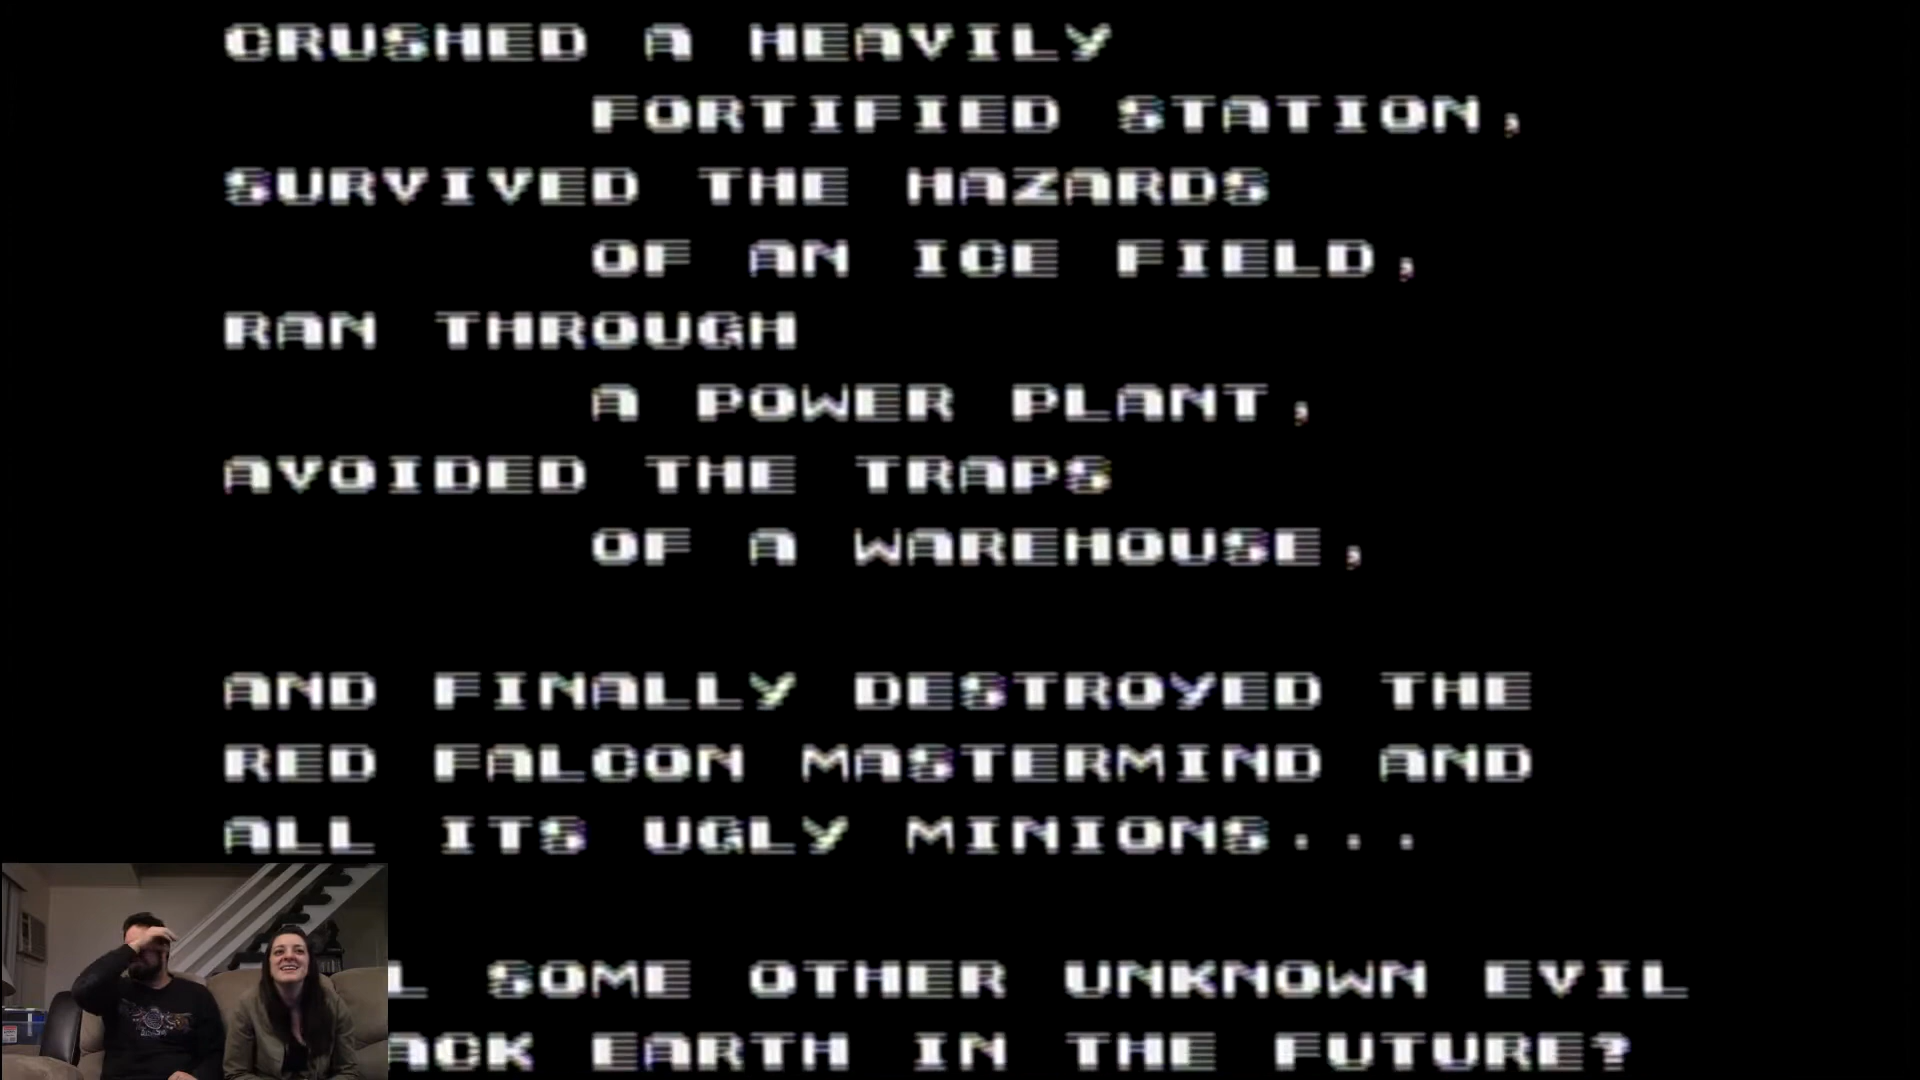 CRUSHED A HEAVILY
FORTIFIED STATION,
SURVIVED THE HAZARDS
OF AN ICE FIELD,
RAN THROUGH
A POWER PLANT,
AVOIDED THE TRAPS
OF A WAREHOUSE,
AND FINALLY DESTROYED THE
RED FALCON MASTERMIND AND
ALL ITS UGLY MINIONS...
L SOME OTHER UNKNOWN EVIL
ACK EARTH IN THE FUTURE?